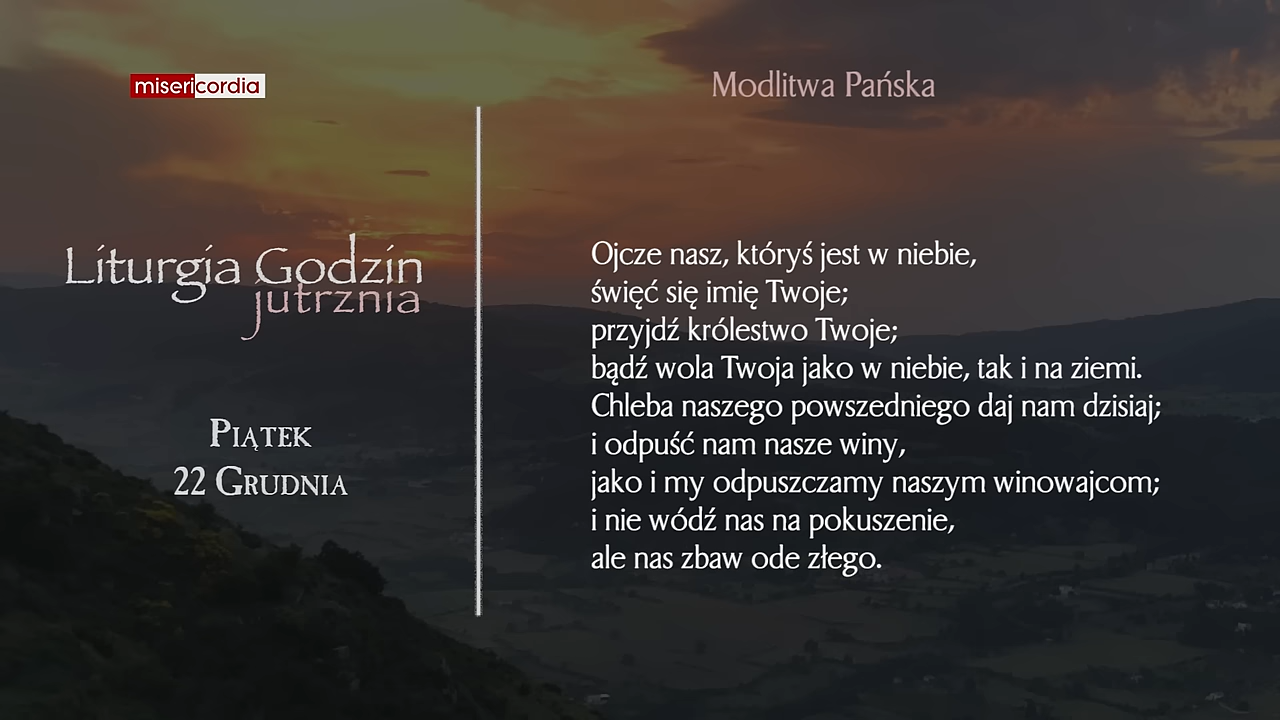 misericordia
Liturgia Godzin
jutrznia
Piątek
22 Grudnia
Modlitwa Pańska
Ojcze nasz, któryś jest w niebie,
święć się imię Twoje;
przyjdź królestwo Twoje;
bądź wola Twoja jako w niebie, tak i na ziemi.
Chleba naszego powszedniego daj nam dzisiaj;
i odpuść nam nasze winy,
jako i my odpuszczamy naszym winowajcom;
i nie wódź nas na pokuszenie,
ale nas zbaw ode złego.